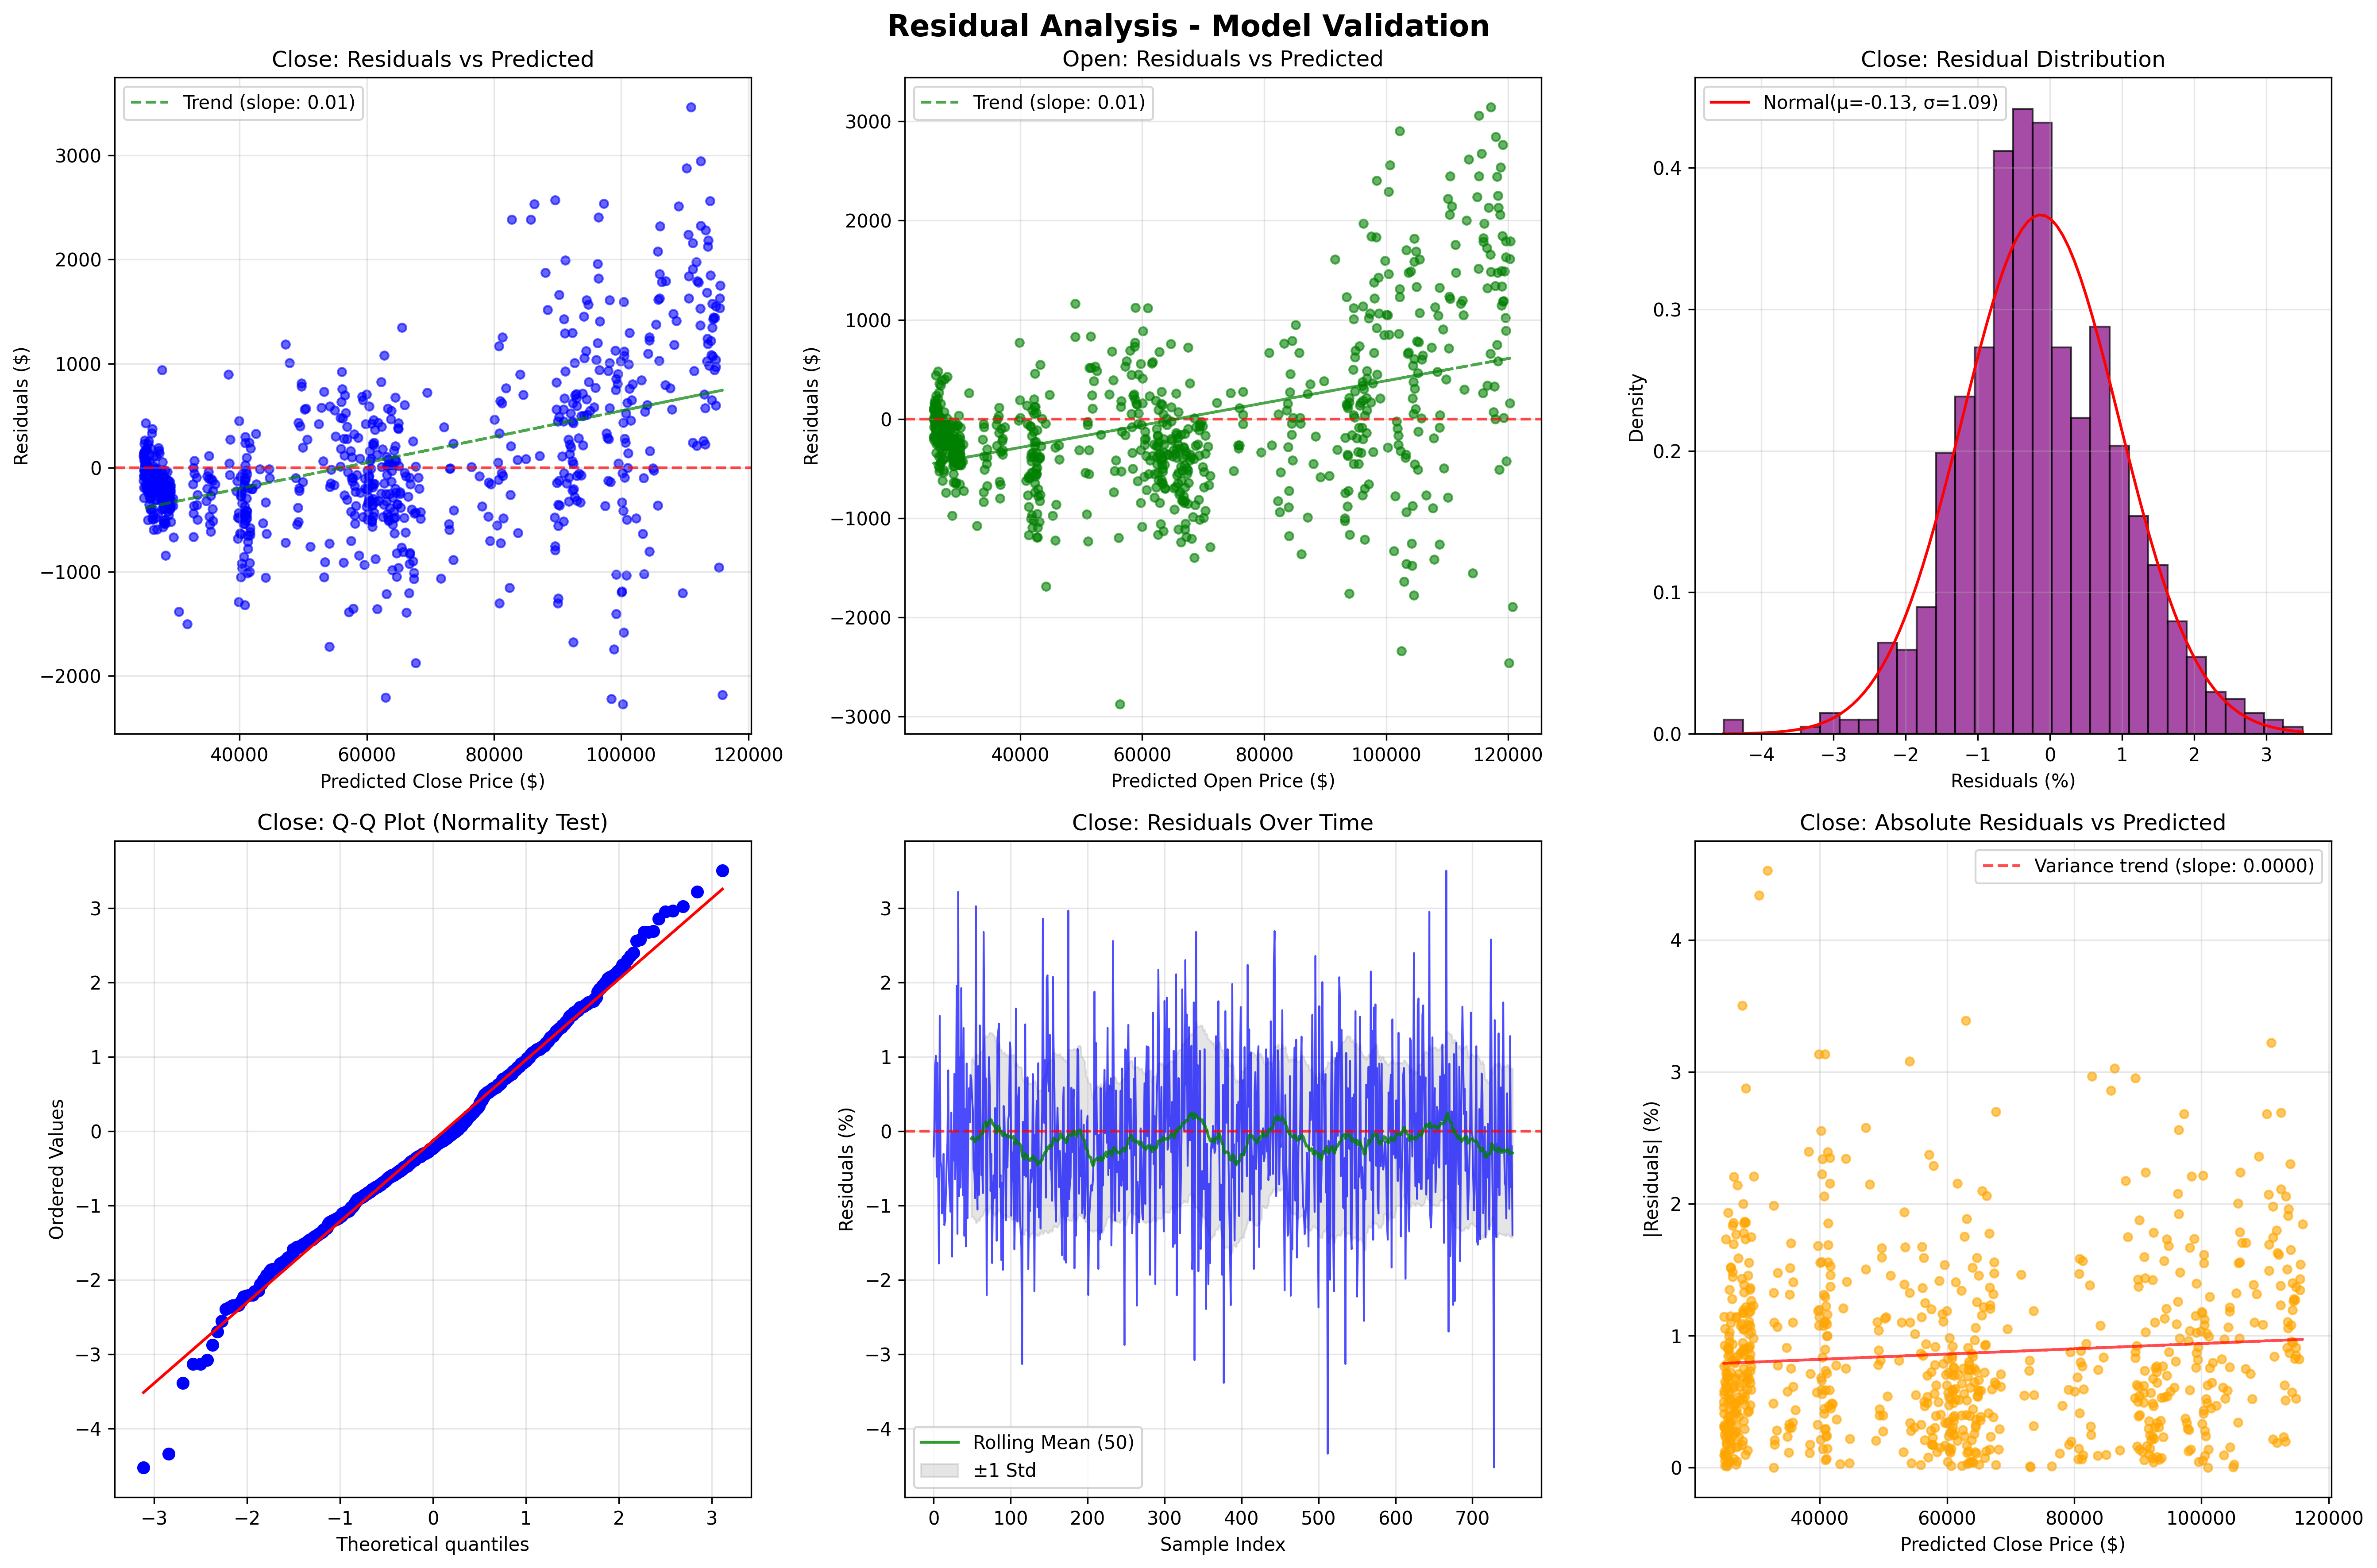 Residual Analysis - Model Validation
Close: Residuals vs Predicted
Trend (slope: 0.01)
3000
2000
1000
0
−1000
−2000
Residuals ($)
40000 60000 80000 100000 120000
Predicted Close Price ($)
Open: Residuals vs Predicted
Trend (slope: 0.01)
3000
2000
1000
0
−1000
−2000
−3000
Residuals ($)
40000 60000 80000 100000 120000
Predicted Open Price ($)
Close: Residual Distribution
Normal(μ=-0.13, σ=1.09)
0.4
0.3
0.2
0.1
0.0
Density
−4 −3 −2 −1 0 1 2 3
Residuals (%)
Close: Q-Q Plot (Normality Test)
3
2
1
0
−1
−2
−3
−4
Ordered Values
−3 −2 −1 0 1 2 3
Theoretical quantiles
Close: Residuals Over Time
3
2
1
0
−1
−2
−3
−4
Residuals (%)
Rolling Mean (50)
±1 Std
0 100 200 300 400 500 600 700
Sample Index
Close: Absolute Residuals vs Predicted
Variance trend (slope: 0.0000)
4
3
2
1
0
|Residuals| (%)
40000 60000 80000 100000 120000
Predicted Close Price ($)